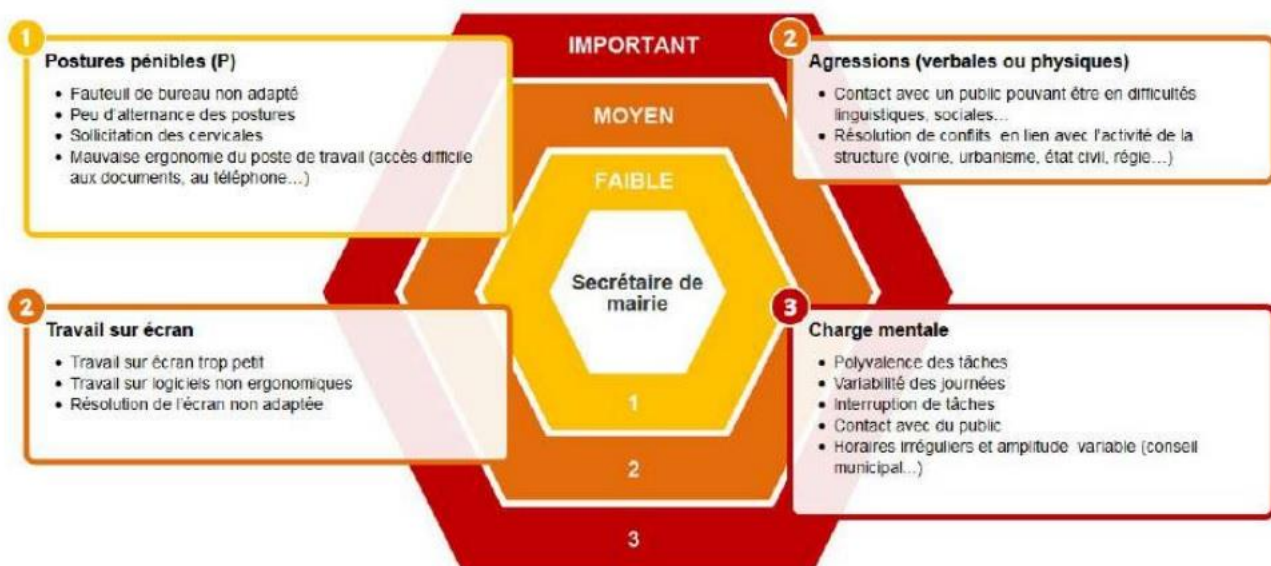 1
Postures pénibles (P)
• Fauteuil de bureau non adapté
• Peu d'alternance des postures
• Sollicitation des cervicales
• Mauvaise ergonomie du poste de travail (accès difficile
aux documents, au téléphone…)
IMPORTANT
MOYEN
FAIBLE
2
Agressions (verbales ou physiques)
• Contact avec un public pouvant être en difficultés
linguistiques, sociales…
• Résolution de conflits en lien avec l'activité de la
structure (voirie, urbanisme, état civil, régie…)
Secrétaire de
mairie
2
Travail sur écran
• Travail sur écran trop petit
• Travail sur logiciels non ergonomiques
• Résolution de l'écran non adaptée
3
Charge mentale
• Polyvalence des tâches
• Variabilité des journées
• Interruption de tâches
• Contact avec du public
• Horaires irréguliers et amplitude variable (conseil
municipal...)
1
2
3